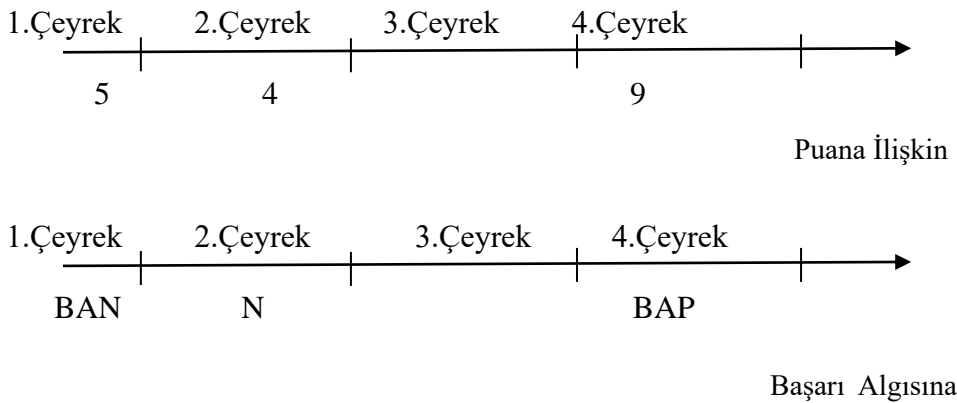 1.Çeyrek 2.Çeyrek 3.Çeyrek 4.Çeyrek
5 4 9
Puana İlişkin
1.Çeyrek 2.Çeyrek 3.Çeyrek 4.Çeyrek
BAN N BAP
Başarı Algısına